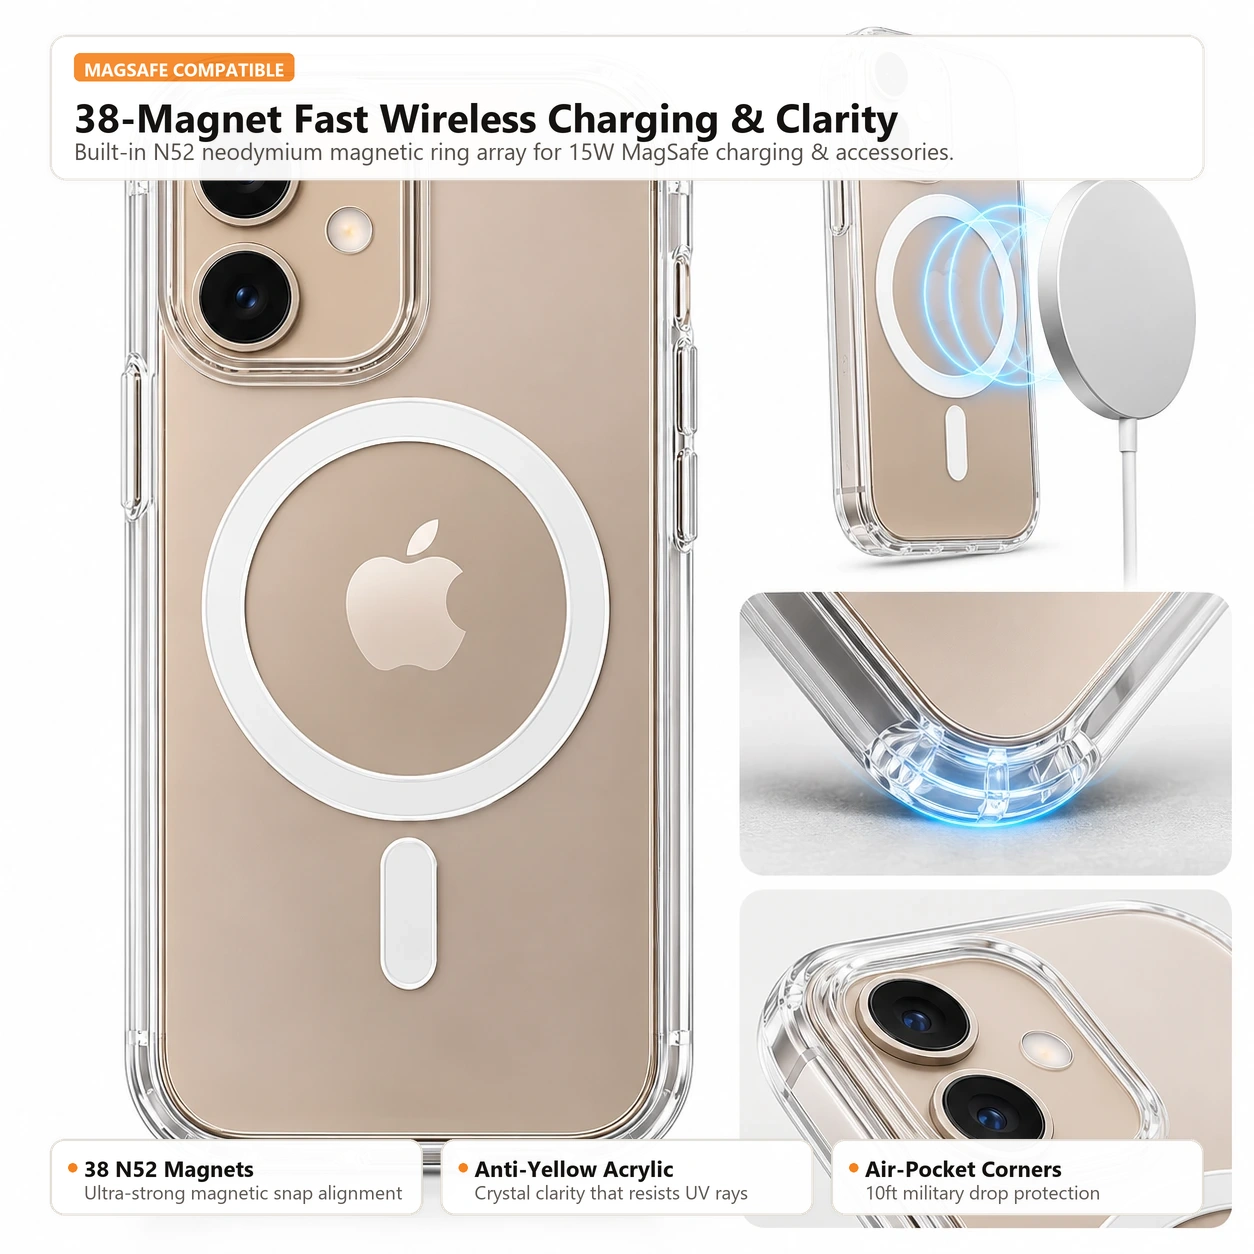 MAGSAFE COMPATIBLE
38-Magnet Fast Wireless Charging & Clarity
Built-in N52 neodymium magnetic ring array for 15W MagSafe charging & accessories.
38 N52 Magnets
Ultra-strong magnetic snap alignment
Anti-Yellow Acrylic
Crystal clarity that resists UV rays
Air-Pocket Corners
10ft military drop protection